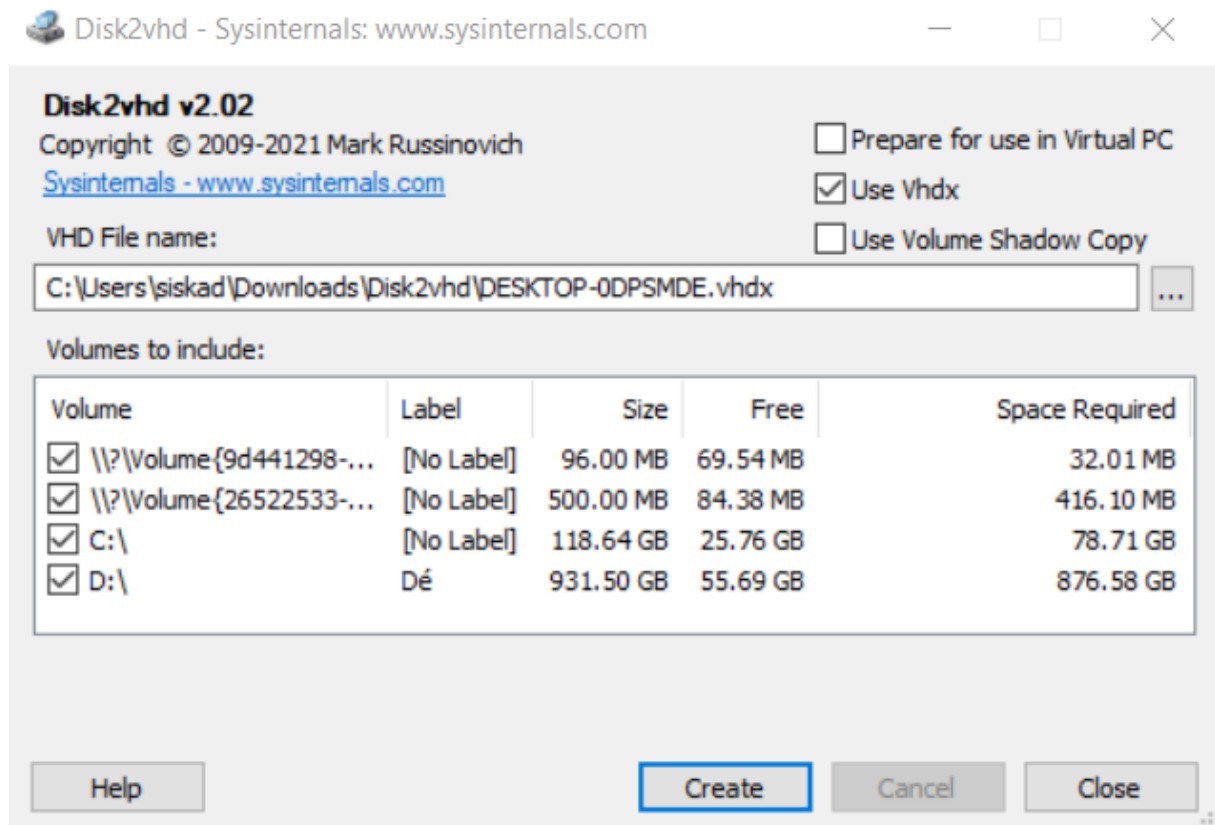 Disk2vhd - Sysinternals: www.sysinternals.com
Disk2vhd v2.02
Copyright © 2009-2021 Mark Russinovich
Sysinternals - www.sysinternals.com
Prepare for use in Virtual PC
Use Vhdx
Use Volume Shadow Copy
VHD File name:
C:\Users\siskad\Downloads\Disk2vhd\DESKTOP-0DPSMDE.vhdx
...
Volumes to include:
Volume Label Size Free Space Required
\\?\Volume{9d441298-... [No Label] 96.00 MB 69.54 MB 32.01 MB
\\?\Volume{26522533-... [No Label] 500.00 MB 84.38 MB 416.10 MB
C:\ [No Label] 118.64 GB 25.76 GB 78.71 GB
D:\ Dé 931.50 GB 55.69 GB 876.58 GB
Help Create Cancel Close